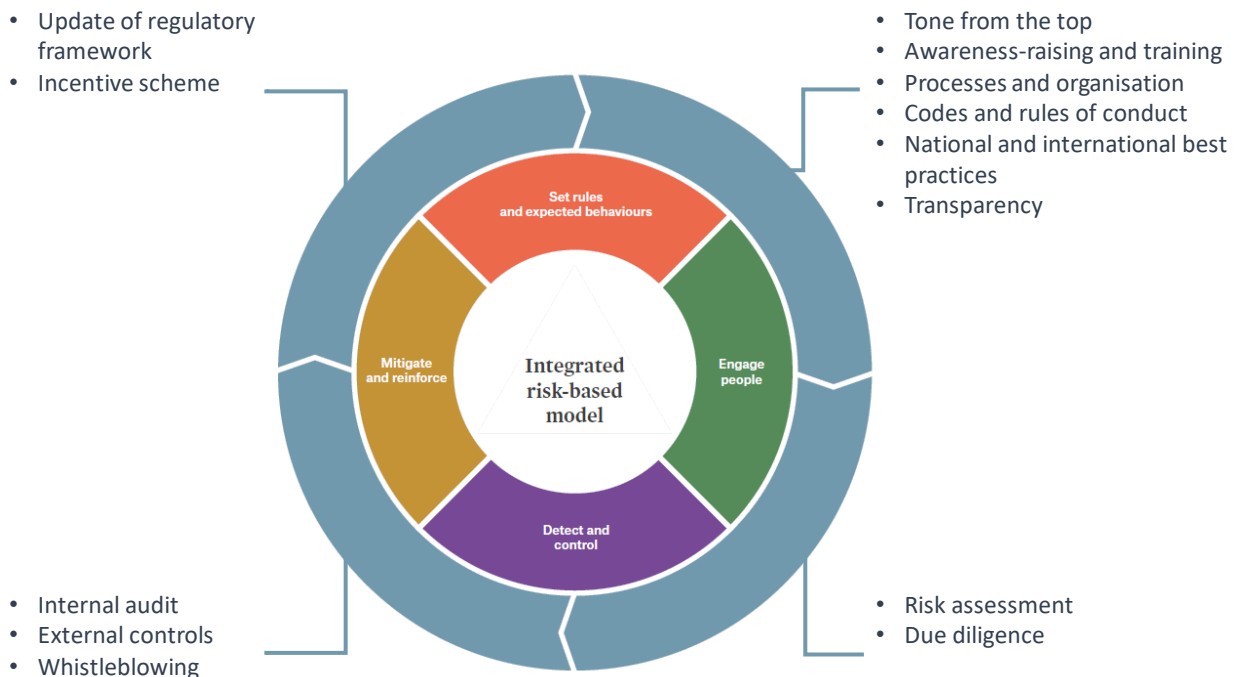 • Update of regulatory
framework
• Incentive scheme
• Tone from the top
• Awareness-raising and training
• Processes and organisation
• Codes and rules of conduct
• National and international best
practices
• Transparency
Set rules
and expected behaviours
Mitigate
and reinforce
Integrated
risk-based
model
Engage
people
Detect and
control
• Internal audit
• External controls
• Whistleblowing
• Risk assessment
• Due diligence